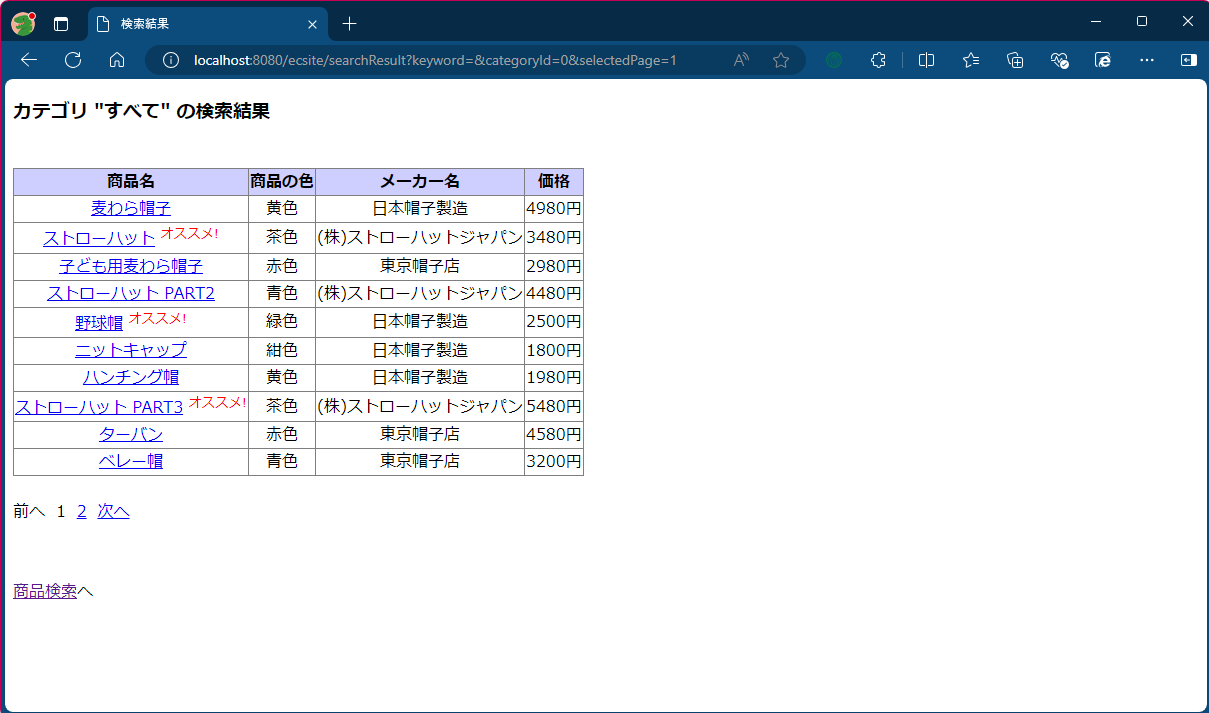 検索結果
localhost:8080/ecsite/searchResult?keyword=&categoryId=0&selectedPage=1
カテゴリ "すべて" の検索結果
商品名 商品の色 メーカー名 価格
麦わら帽子 黄色 日本帽子製造 4980円
ストローハット オススメ! 茶色 (株)ストローハットジャパン 3480円
子ども用麦わら帽子 赤色 東京帽子店 2980円
ストローハット PART2 青色 (株)ストローハットジャパン 4480円
野球帽 オススメ! 緑色 日本帽子製造 2500円
ニットキャップ 紺色 日本帽子製造 1800円
ハンチング帽 黄色 日本帽子製造 1980円
ストローハット PART3 オススメ! 茶色 (株)ストローハットジャパン 5480円
ターバン 赤色 東京帽子店 4580円
ベレー帽 青色 東京帽子店 3200円
前へ 1 2 次へ
商品検索へ